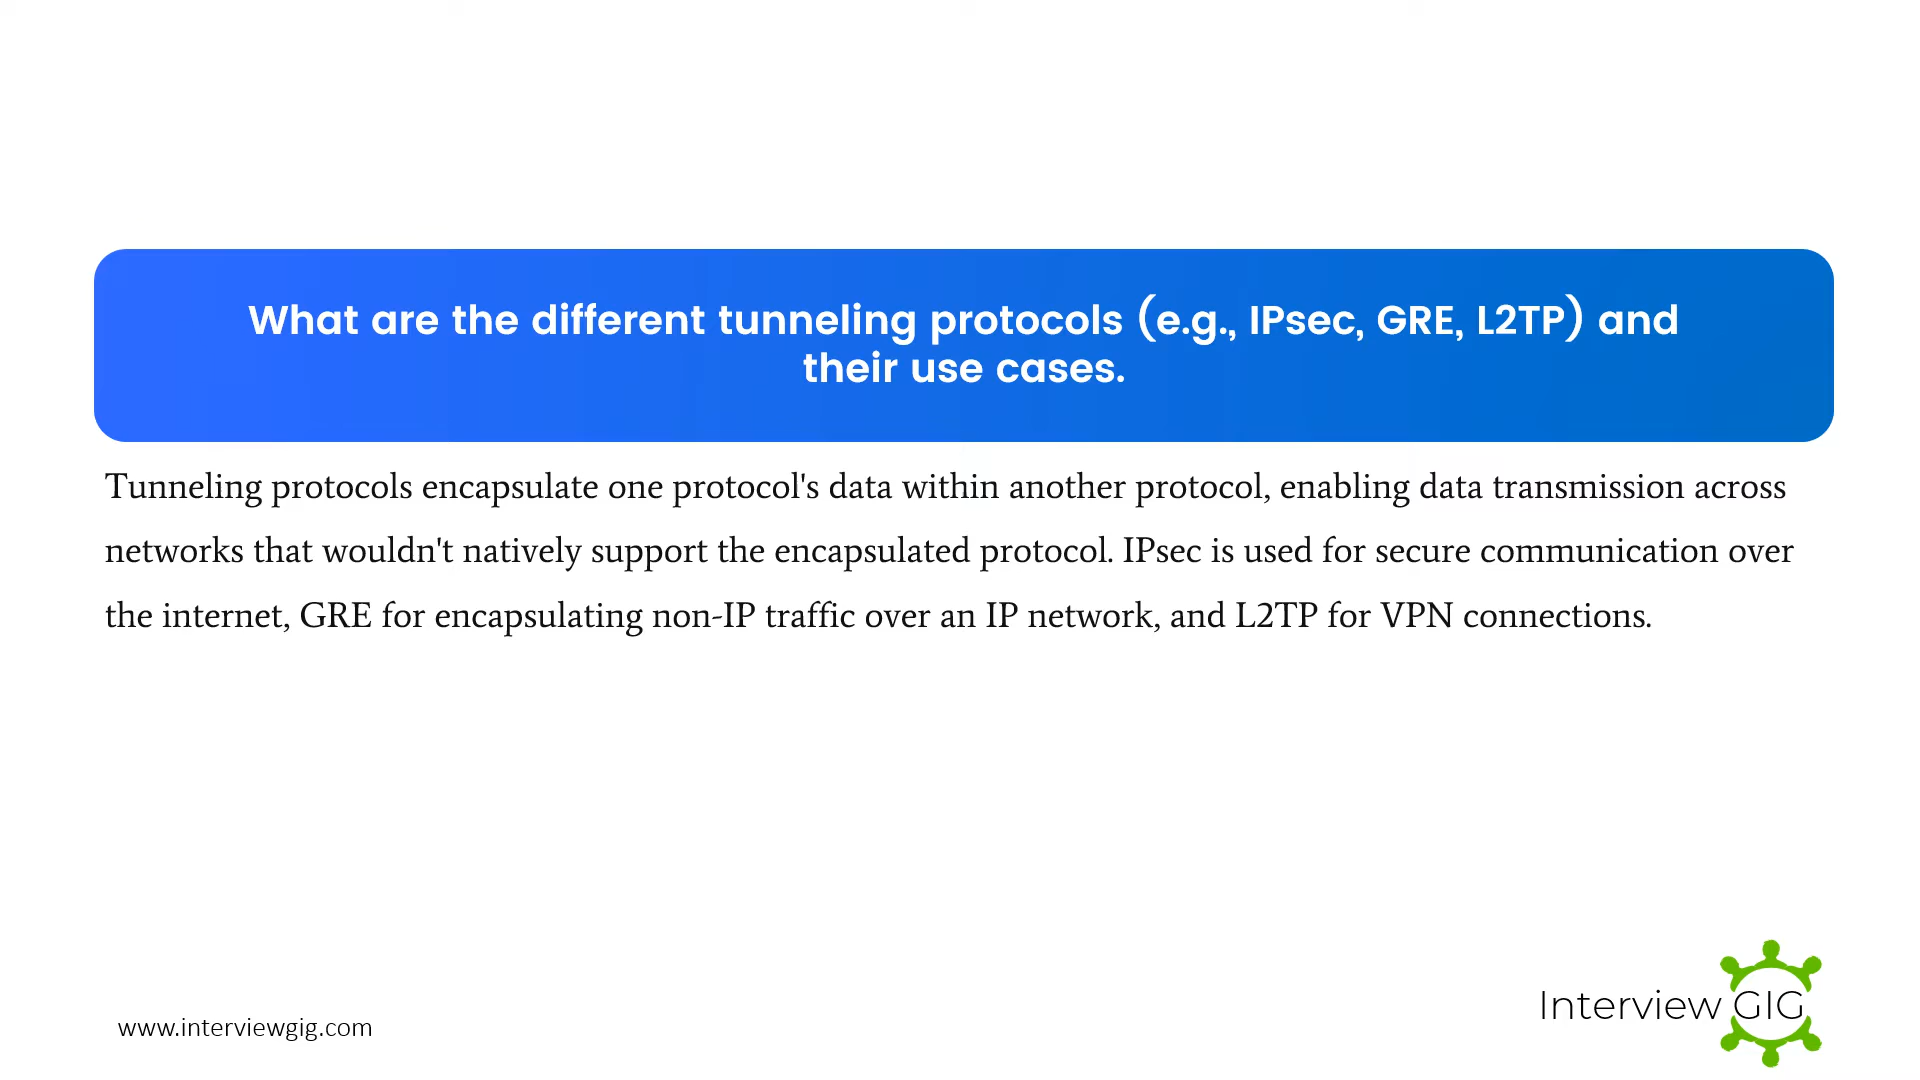 What are the different tunneling protocols (e.g., IPsec, GRE, L2TP) and
their use cases.
Tunneling protocols encapsulate one protocol's data within another protocol, enabling data transmission across
networks that wouldn't natively support the encapsulated protocol. IPsec is used for secure communication over
the internet, GRE for encapsulating non-IP traffic over an IP network, and L2TP for VPN connections.
Interview GIG
www.interviewgig.com